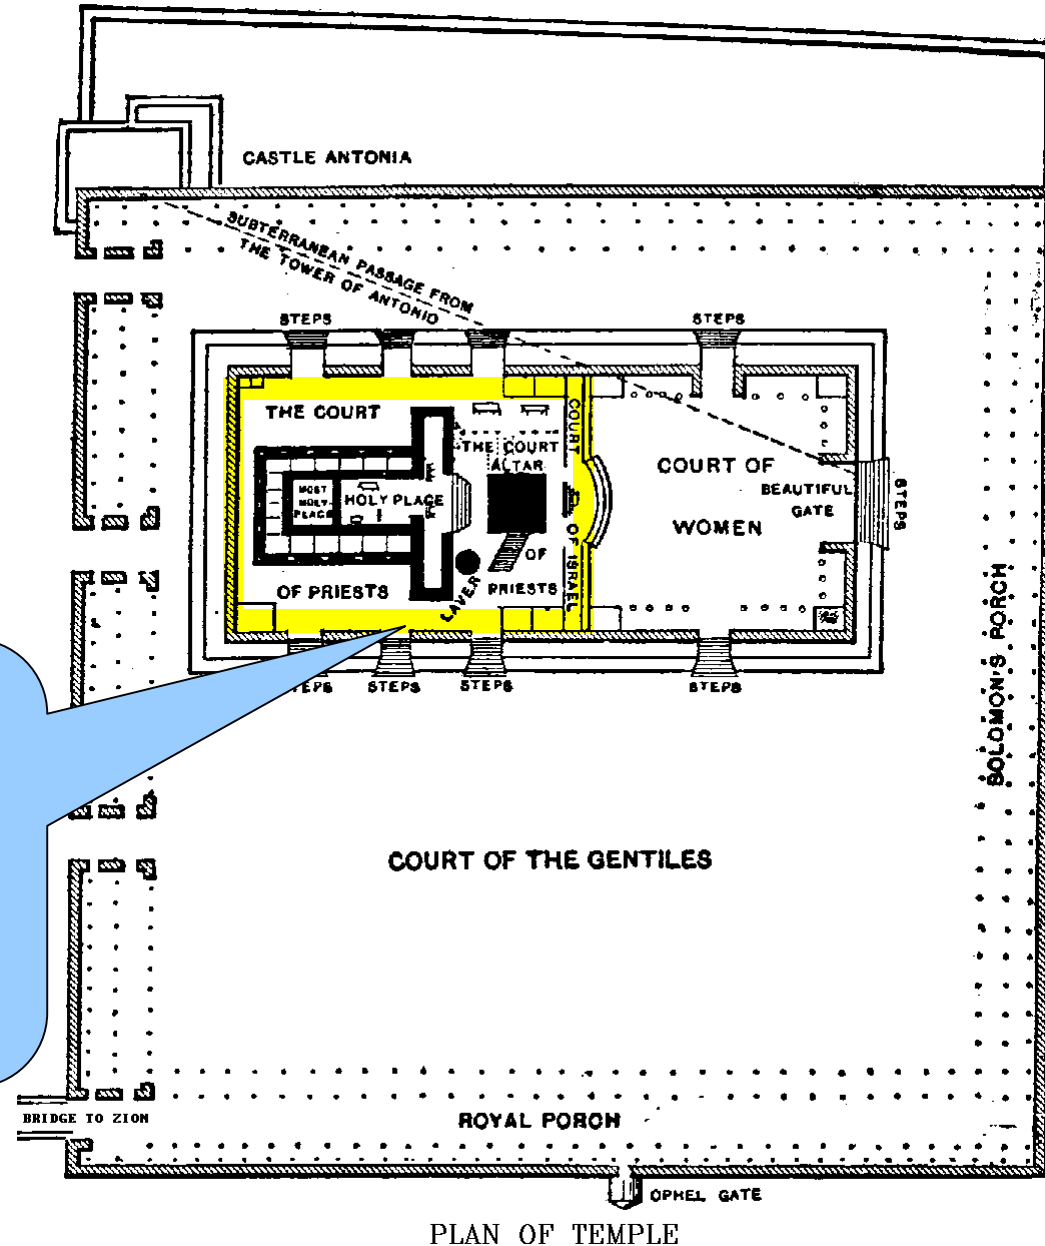 CASTLE ANTONIA
SUBTERRANEAN PASSAGE FROM
THE TOWER OF ANTONIO
STEPS
STEPS
THE COURT
COURT
THE COURT
ALTAR
COURT OF
MOST
HOLY
PLACE
HOLY PLACE
BEAUTIFUL
GATE
STEPS
WOMEN
OF
OF ISRAEL
OF PRIESTS
LAVER
PRIESTS
SOLOMON'S PORCH
TEPS
STEPS
STEPS
STEPS
COURT OF THE GENTILES
BRIDGE TO ZION
ROYAL PORCH
OPHEL GATE
PLAN OF TEMPLE